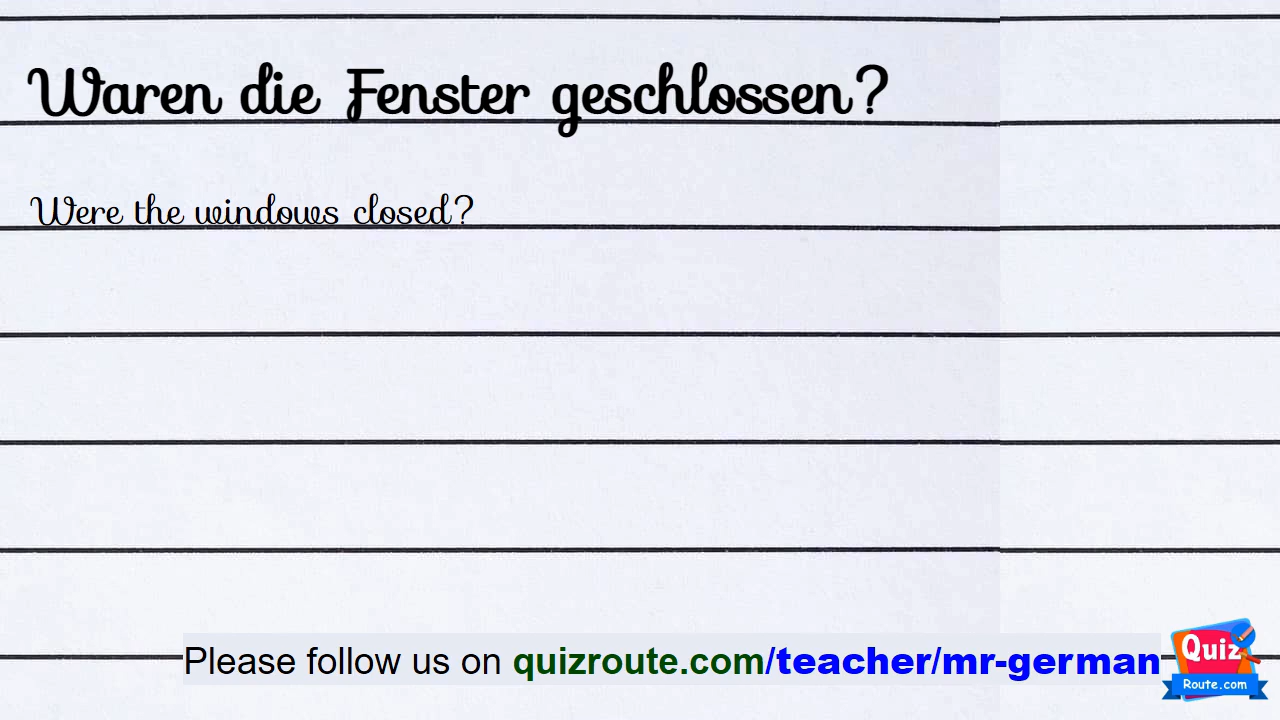 Waren die Fenster geschlossen?
Were the windows closed?
Please follow us on quizroute.com/teacher/mr-german
Quiz
Route.com